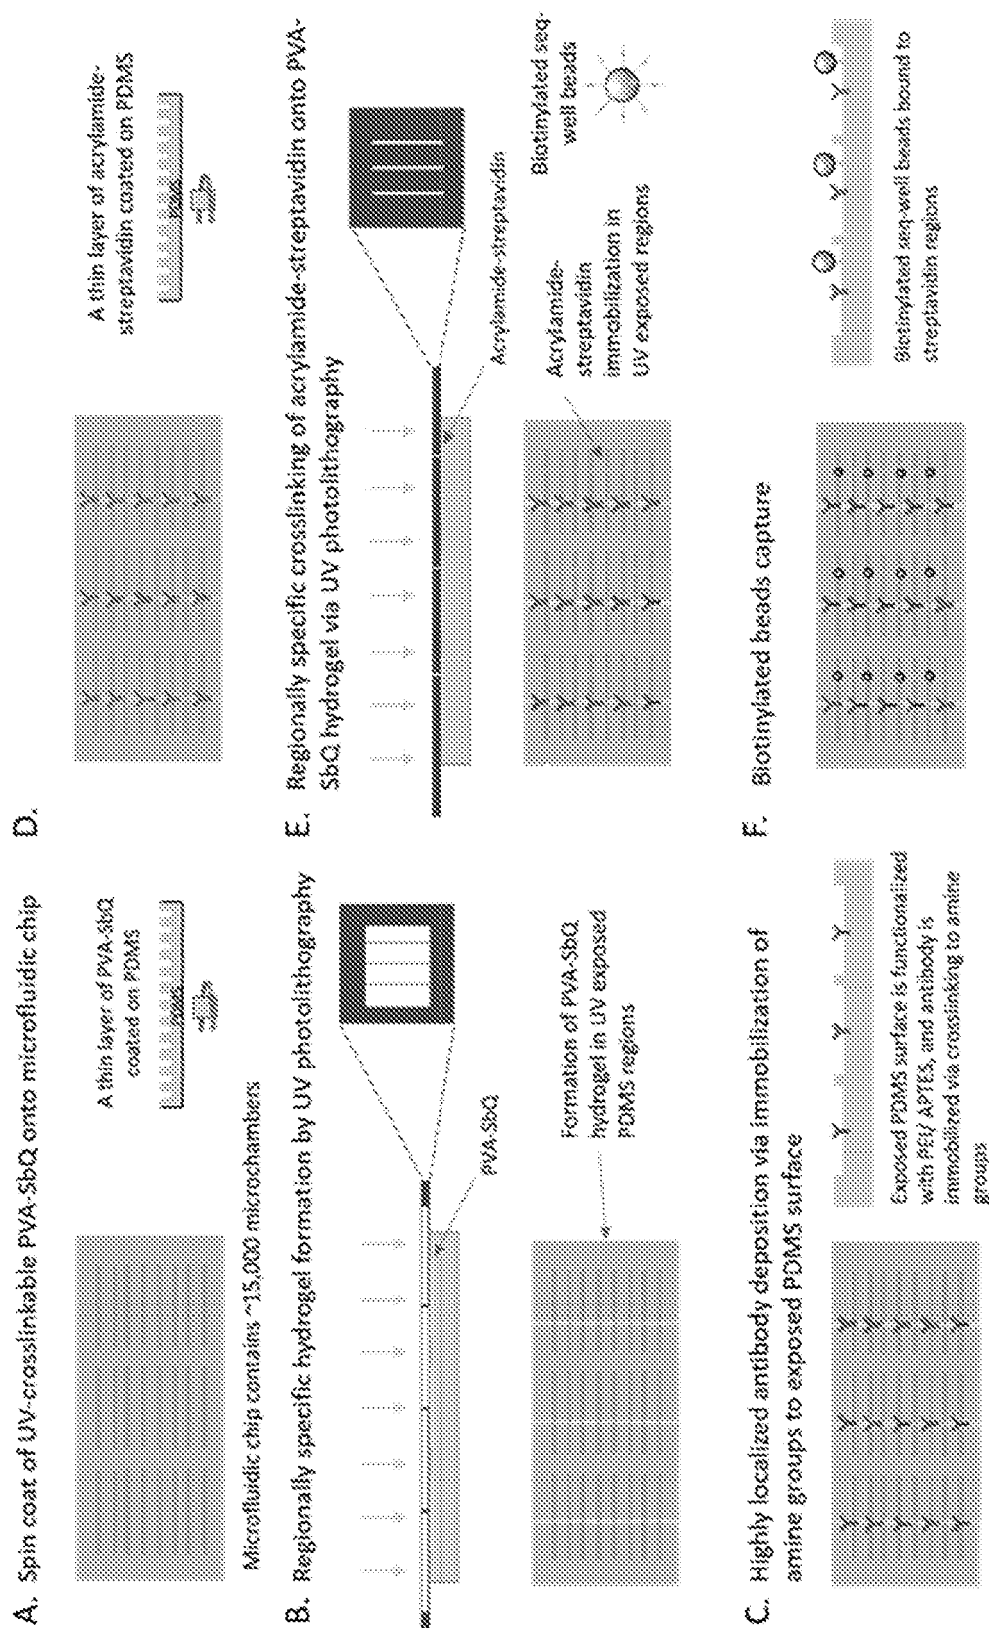 A. Spin coat of UV-crosslinkable PVA-SbQ onto microfluidic chip
A thin layer of PVA-SbQ
coated on PDMS
Microfluidic chip contains ~15,000 microchambers
B. Regionally specific hydrogel formation by UV photolithography
PVA-SbQ
Formation of PVA-SbQ
hydrogel in UV exposed
PDMS regions
C. Highly localized antibody deposition via immobilization of
amine groups to exposed PDMS surface
Exposed PDMS surface is functionalized
with PEI/ APTES, and antibody is
immobilized via crosslinking to amine
groups
D.
A thin layer of acrylamide-
streptavidin coated on PDMS
E. Regionally specific crosslinking of acrylamide-streptavidin onto PVA-
SbQ hydrogel via UV photolithography
Acrylamide-streptavidin
Acrylamide-
streptavidin
immobilization in
UV exposed regions
Biotinylated seq-
well beads
F. Biotinylated beads capture
Biotinylated seq-well beads bound to
streptavidin regions